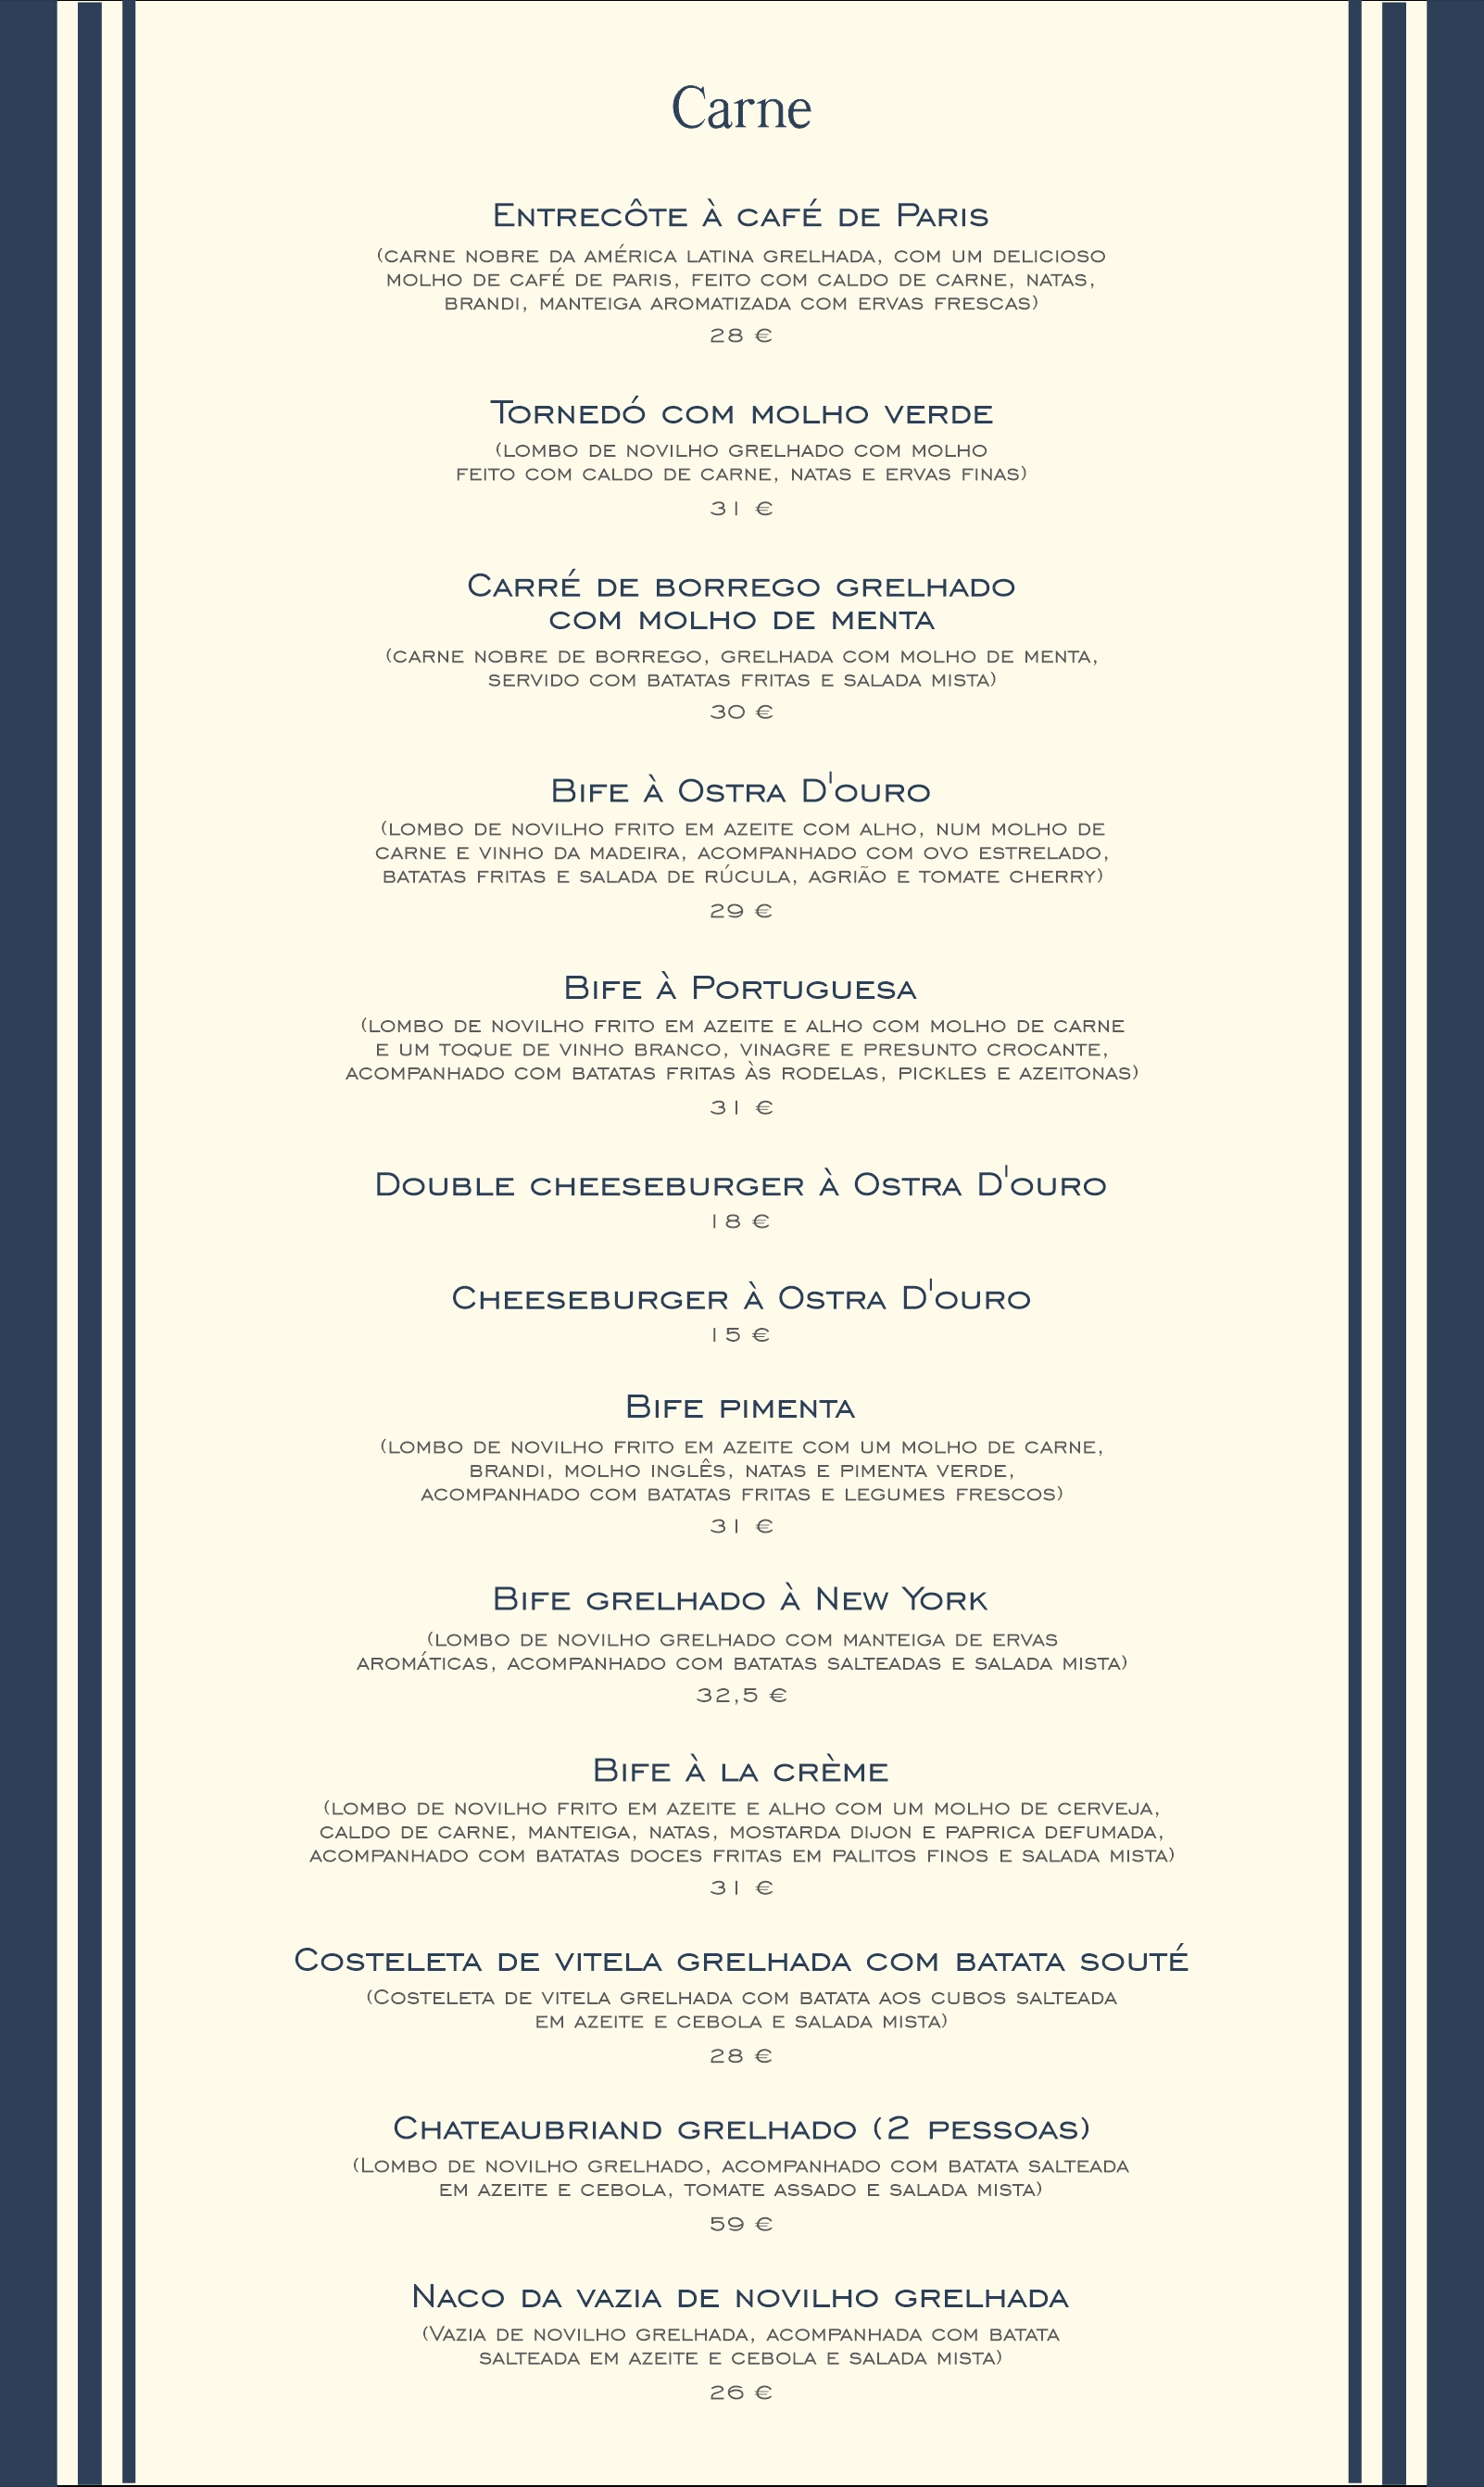 Carne
Entrecôte à café de Paris
(carne nobre da América Latina grelhada, com um delicioso
molho de café de Paris, feito com caldo de carne, natas,
brandi, manteiga aromatizada com ervas frescas)
28 €
Tornedó com molho verde
(lombo de novilho grelhado com molho
feito com caldo de carne, natas e ervas finas)
31 €
Carré de borrego grelhado
com molho de menta
(carne nobre de borrego, grelhada com molho de menta,
servido com batatas fritas e salada mista)
30 €
Bife à Ostra D'ouro
(lombo de novilho frito em azeite com alho, num molho de
carne e vinho da madeira, acompanhado com ovo estrelado,
batatas fritas e salada de rúcula, agrião e tomate cherry)
29 €
Bife à Portuguesa
(lombo de novilho frito em azeite e alho com molho de carne
e um toque de vinho branco, vinagre e presunto crocante,
acompanhado com batatas fritas às rodelas, pickles e azeitonas)
31 €
Double cheeseburger à Ostra D'ouro
18 €
Cheeseburger à Ostra D'ouro
15 €
Bife pimenta
(lombo de novilho frito em azeite com um molho de carne,
brandi, molho inglês, natas e pimenta verde,
acompanhado com batatas fritas e legumes frescos)
31 €
Bife grelhado à New York
(lombo de novilho grelhado com manteiga de ervas
aromáticas, acompanhado com batatas salteadas e salada mista)
32,5 €
Bife à la crème
(lombo de novilho frito em azeite e alho com um molho de cerveja,
caldo de carne, manteiga, natas, mostarda dijon e paprica defumada,
acompanhado com batatas doces fritas em palitos finos e salada mista)
31 €
Costeleta de vitela grelhada com batata souté
(Costeleta de vitela grelhada com batata aos cubos salteada
em azeite e cebola e salada mista)
28 €
Chateaubriand grelhado (2 pessoas)
(Lombo de novilho grelhado, acompanhado com batata salteada
em azeite e cebola, tomate assado e salada mista)
59 €
Naco da vazia de novilho grelhada
(Vazia de novilho grelhada, acompanhada com batata
salteada em azeite e cebola e salada mista)
26 €